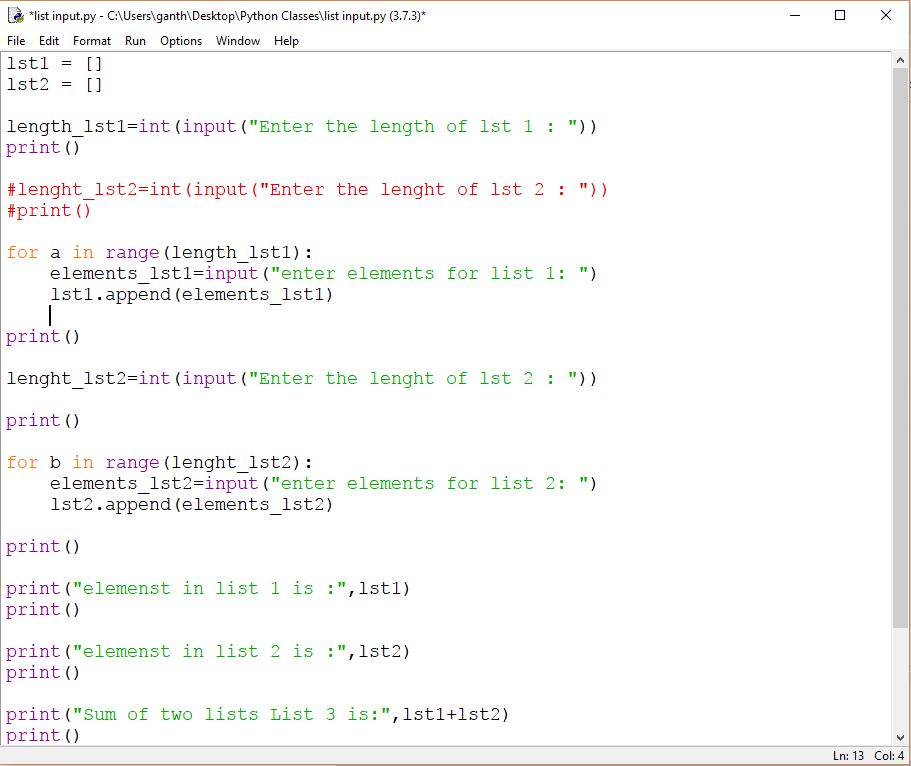 *list input.py - C:\Users\ganth\Desktop\Python Classes\list input.py (3.7.3)*
File Edit Format Run Options Window Help
lst1 = []
lst2 = []
length_lst1=int(input("Enter the length of lst 1 : "))
print()
#lenght_lst2=int(input("Enter the lenght of lst 2 : "))
#print()
for a in range(length_lst1):
    elements_lst1=input("enter elements for list 1: ")
    lst1.append(elements_lst1)
print()
lenght_lst2=int(input("Enter the lenght of lst 2 : "))
print()
for b in range(lenght_lst2):
    elements_lst2=input("enter elements for list 2: ")
    lst2.append(elements_lst2)
print()
print("elemenst in list 1 is :",lst1)
print()
print("elemenst in list 2 is :",lst2)
print()
print("Sum of two lists List 3 is:",lst1+lst2)
print()
Ln: 13 Col: 4